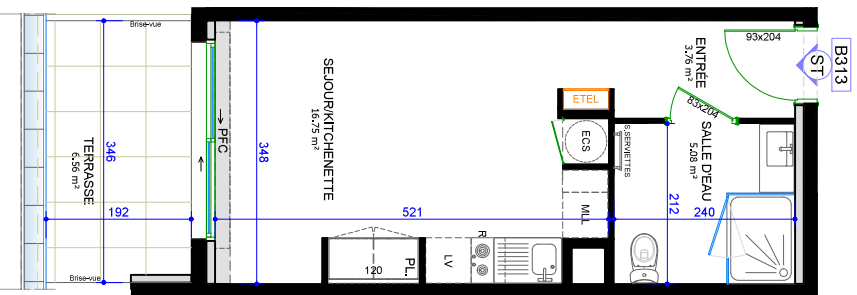 Brise-vue
TERRASSE
6.56 m²
346
192
Brise-vue
PFC
348
SEJOUR/KITCHENETTE
16.75 m²
521
ETEL
ECS
MLL
R
LV
PL.
120
ENTRÉE
3.76 m²
93x204
83x204
S.SERVIETTES
SALLE D'EAU
5.08 m²
212
240
ST
B313